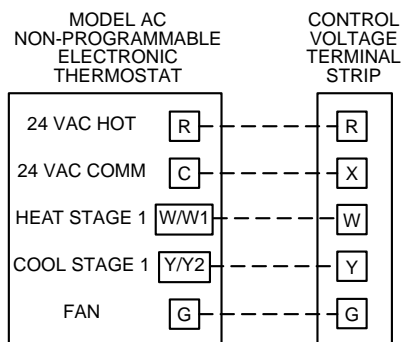 MODEL AC
NON-PROGRAMMABLE
ELECTRONIC
THERMOSTAT
CONTROL
VOLTAGE
TERMINAL
STRIP
24 VAC HOT R R
24 VAC COMM C X
HEAT STAGE 1 W/W1 W
COOL STAGE 1 Y/Y2 Y
FAN G G